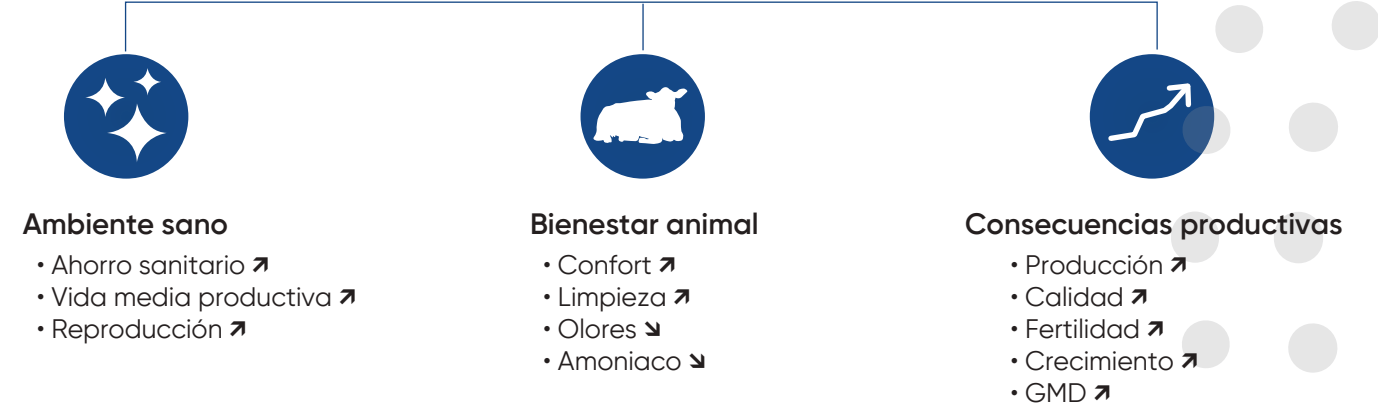 Ambiente sano
• Ahorro sanitario ↗
• Vida media productiva ↗
• Reproducción ↗
Bienestar animal
• Confort ↗
• Limpieza ↗
• Olores ↘
• Amoniaco ↘
Consecuencias productivas
• Producción ↗
• Calidad ↗
• Fertilidad ↗
• Crecimiento ↗
• GMD ↗